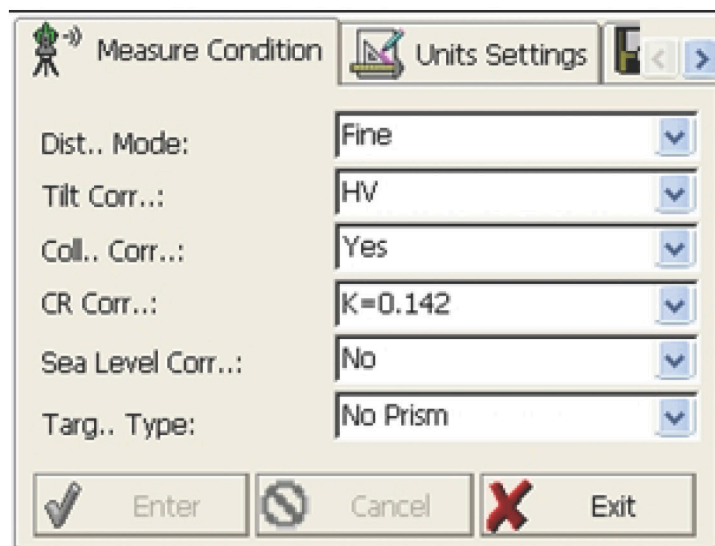 Measure Condition Units Settings
Dist.. Mode: Fine
Tilt Corr..: HV
Coll.. Corr..: Yes
CR Corr..: K=0.142
Sea Level Corr..: No
Targ.. Type: No Prism
Enter Cancel Exit